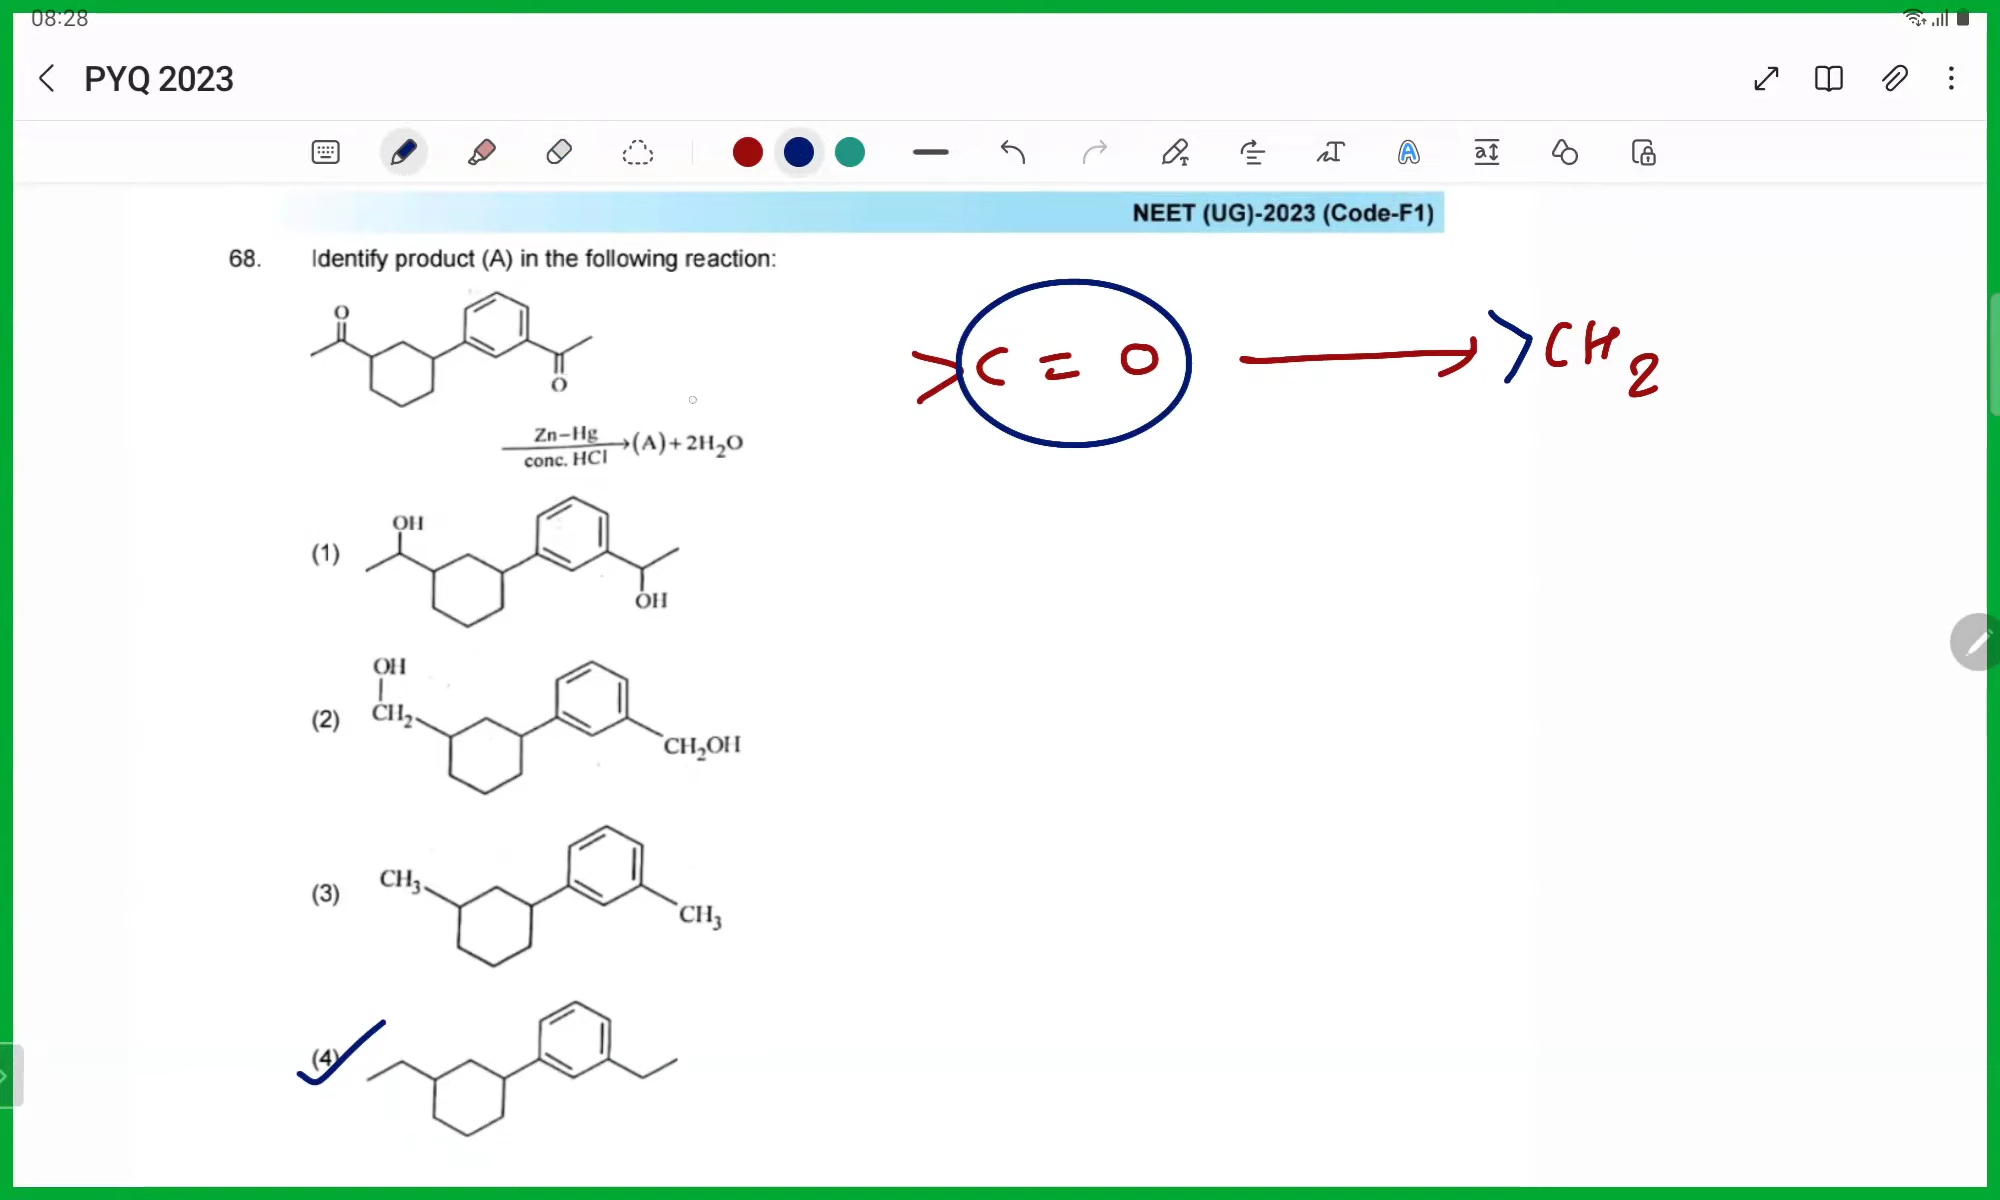 08:28
PYQ 2023
NEET (UG)-2023 (Code-F1)
68. Identify product (A) in the following reaction:
O
O
Zn–Hg
conc. HCl
→(A) + 2H₂O
>C = O → >CH₂
(1)
OH
OH
(2)
OH
CH₂
CH₂OH
(3)
CH₃
CH₃
(4)